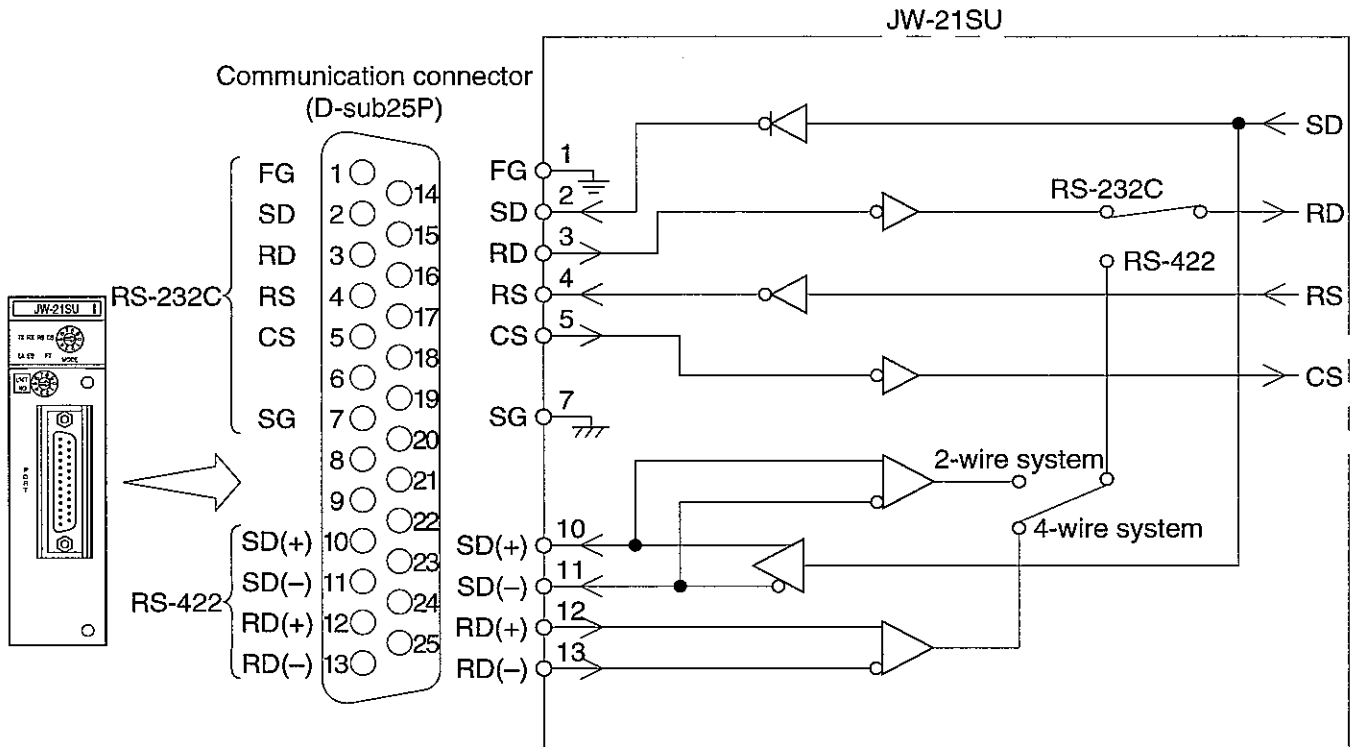 JW-21SU
Communication connector
(D-sub25P)
FG 1
SD 2
RD 3
RS 4
CS 5
6
SG 7
8
9
SD(+) 10
SD(−) 11
RD(+) 12
RD(−) 13
14
15
16
17
18
19
20
21
22
23
24
25
RS-232C
RS-422
JW-21SU
UNIT
NO
PORT
MODE
FG 1
SD 2
RD 3
RS 4
CS 5
SG 7
SD(+) 10
SD(−) 11
RD(+) 12
RD(−) 13
SD
RS-232C
RD
RS-422
RS
CS
2-wire system
4-wire system